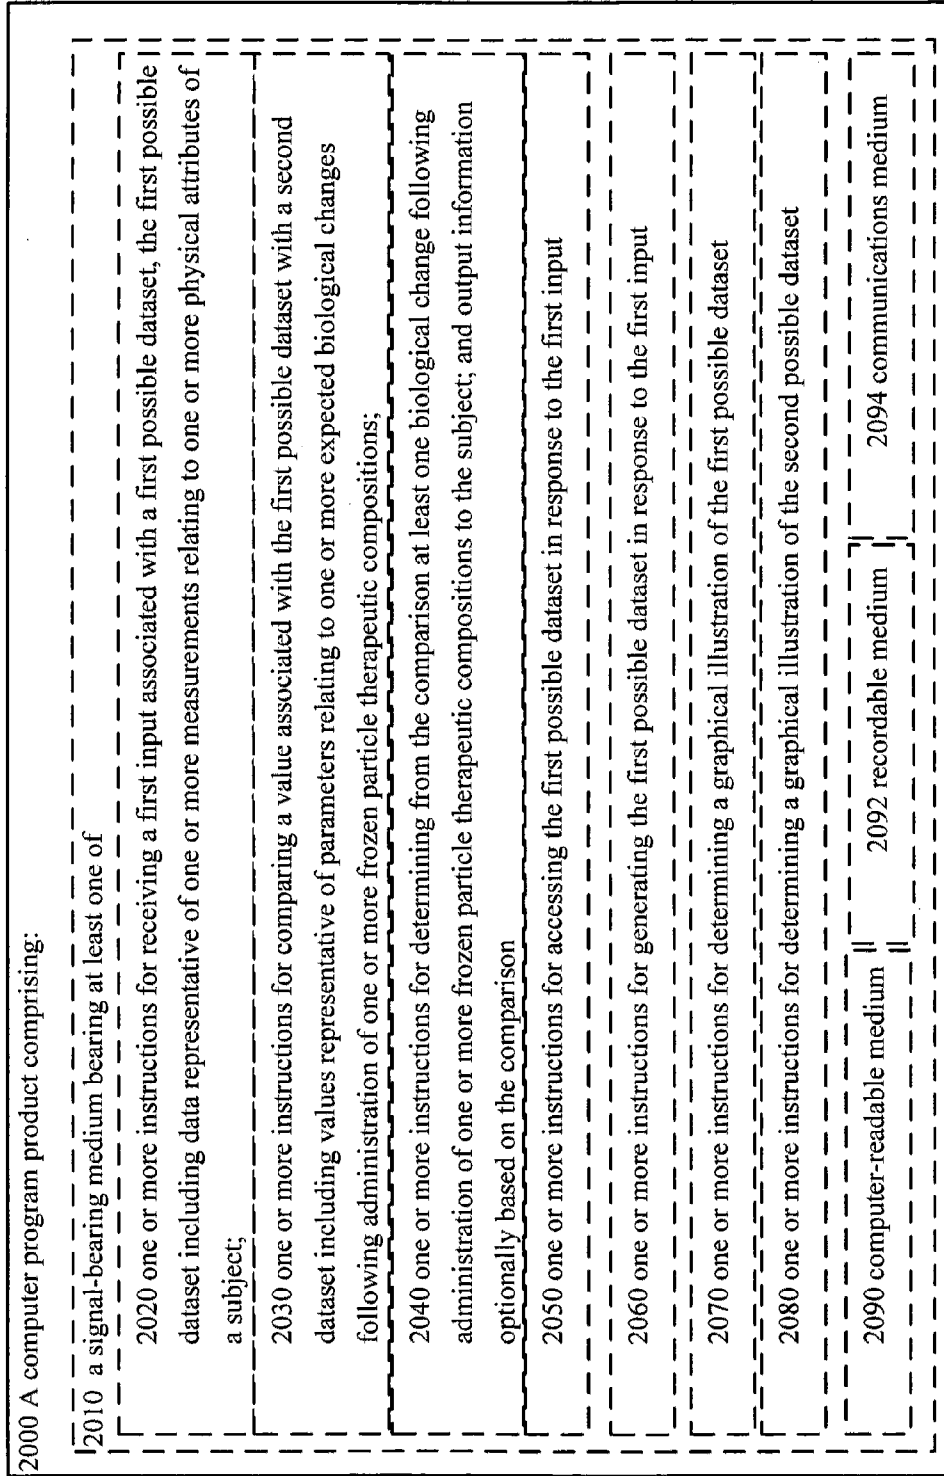 2000 A computer program product comprising:
2010 a signal-bearing medium bearing at least one of
2020 one or more instructions for receiving a first input associated with a first possible dataset, the first possible
dataset including data representative of one or more measurements relating to one or more physical attributes of
a subject;
2030 one or more instructions for comparing a value associated with the first possible dataset with a second
dataset including values representative of parameters relating to one or more expected biological changes
following administration of one or more frozen particle therapeutic compositions;
2040 one or more instructions for determining from the comparison at least one biological change following
administration of one or more frozen particle therapeutic compositions to the subject; and output information
optionally based on the comparison
2050 one or more instructions for accessing the first possible dataset in response to the first input
2060 one or more instructions for generating the first possible dataset in response to the first input
2070 one or more instructions for determining a graphical illustration of the first possible dataset
2080 one or more instructions for determining a graphical illustration of the second possible dataset
2090 computer-readable medium
2092 recordable medium
2094 communications medium